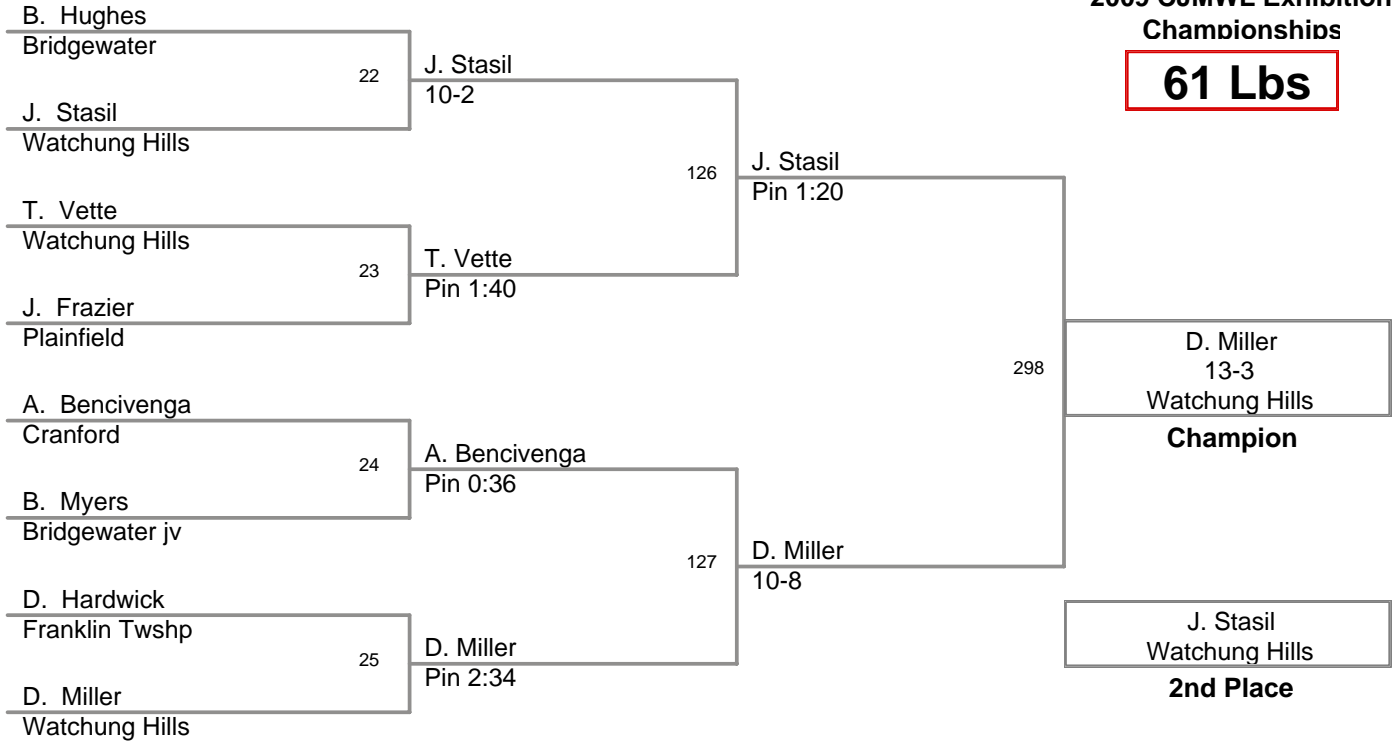 2009 CJMWL Exhibition
Championships
61 Lbs
B. Hughes
Bridgewater
22
J. Stasil
Watchung Hills
J. Stasil
10-2
T. Vette
Watchung Hills
23
J. Frazier
Plainfield
T. Vette
Pin 1:40
126
J. Stasil
Pin 1:20
A. Bencivenga
Cranford
24
B. Myers
Bridgewater jv
A. Bencivenga
Pin 0:36
D. Hardwick
Franklin Twshp
25
D. Miller
Watchung Hills
D. Miller
Pin 2:34
127
D. Miller
10-8
298
D. Miller
13-3
Watchung Hills
Champion
J. Stasil
Watchung Hills
2nd Place